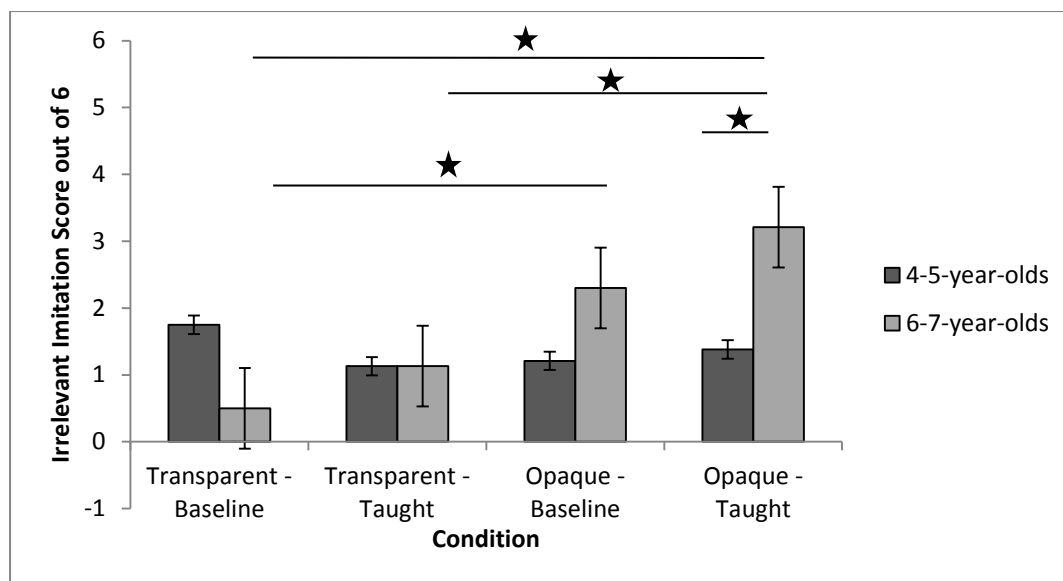 Irrelevant Imitation Score out of 6
6
5
4
3
2
1
0
-1
Transparent -
Baseline
Transparent -
Taught
Opaque -
Baseline
Opaque -
Taught
Condition
4-5-year-olds
6-7-year-olds